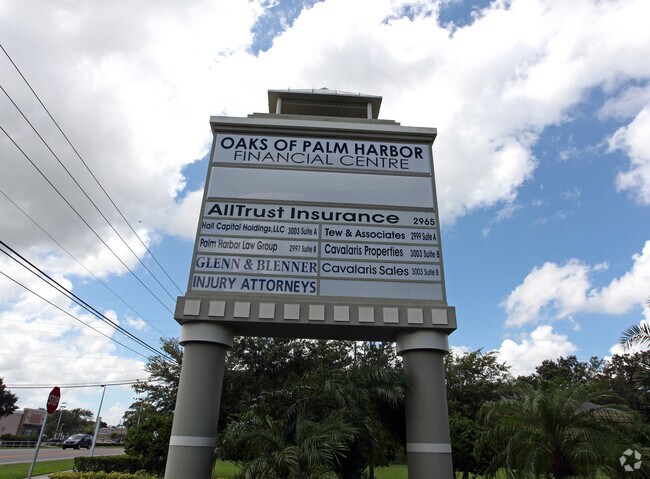 OAKS OF PALM HARBOR
FINANCIAL CENTRE
AllTrust Insurance 2965
Hall Capital Holdings,LLC 3003 Suite A
Tew & Associates 2999 Suite A
Palm Harbor Law Group 2997 Suite B
Cavalaris Properties 3003 Suite B
GLENN & BLENNER
Cavalaris Sales 3003 Suite B
INJURY ATTORNEYS
STOP